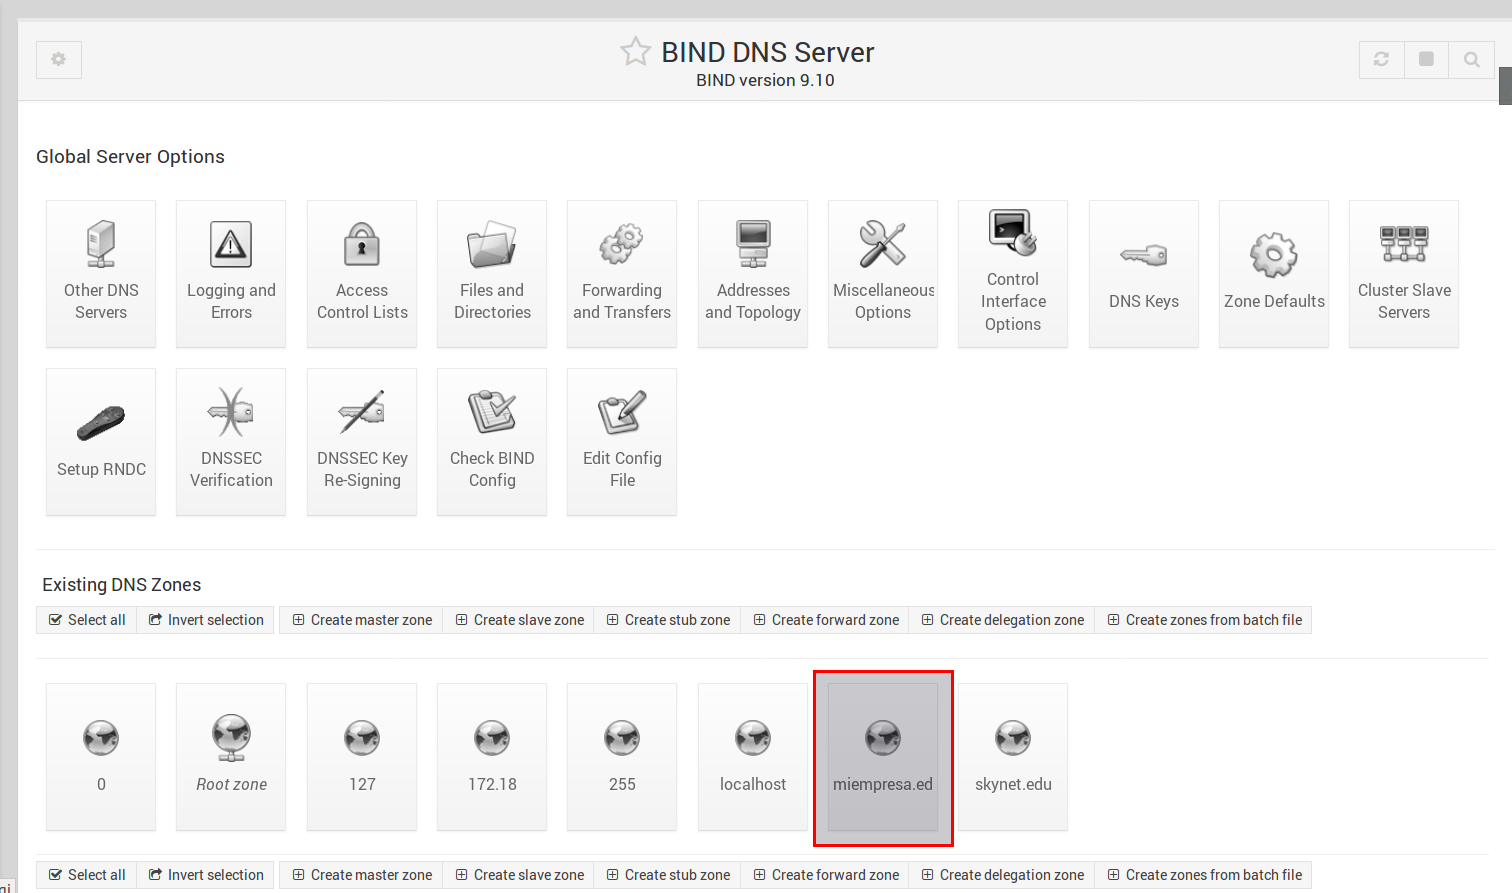 BIND DNS Server
BIND version 9.10
Global Server Options
Other DNS
Servers
Logging and
Errors
Access
Control Lists
Files and
Directories
Forwarding
and Transfers
Addresses
and Topology
Miscellaneous
Options
Control
Interface
Options
DNS Keys
Zone Defaults
Cluster Slave
Servers
Setup RNDC
DNSSEC
Verification
DNSSEC Key
Re-Signing
Check BIND
Config
Edit Config
File
Existing DNS Zones
Select all Invert selection Create master zone Create slave zone Create stub zone Create forward zone Create delegation zone Create zones from batch file
0
Root zone
127
172.18
255
localhost
miempresa.ed
skynet.edu
Select all Invert selection Create master zone Create slave zone Create stub zone Create forward zone Create delegation zone Create zones from batch file